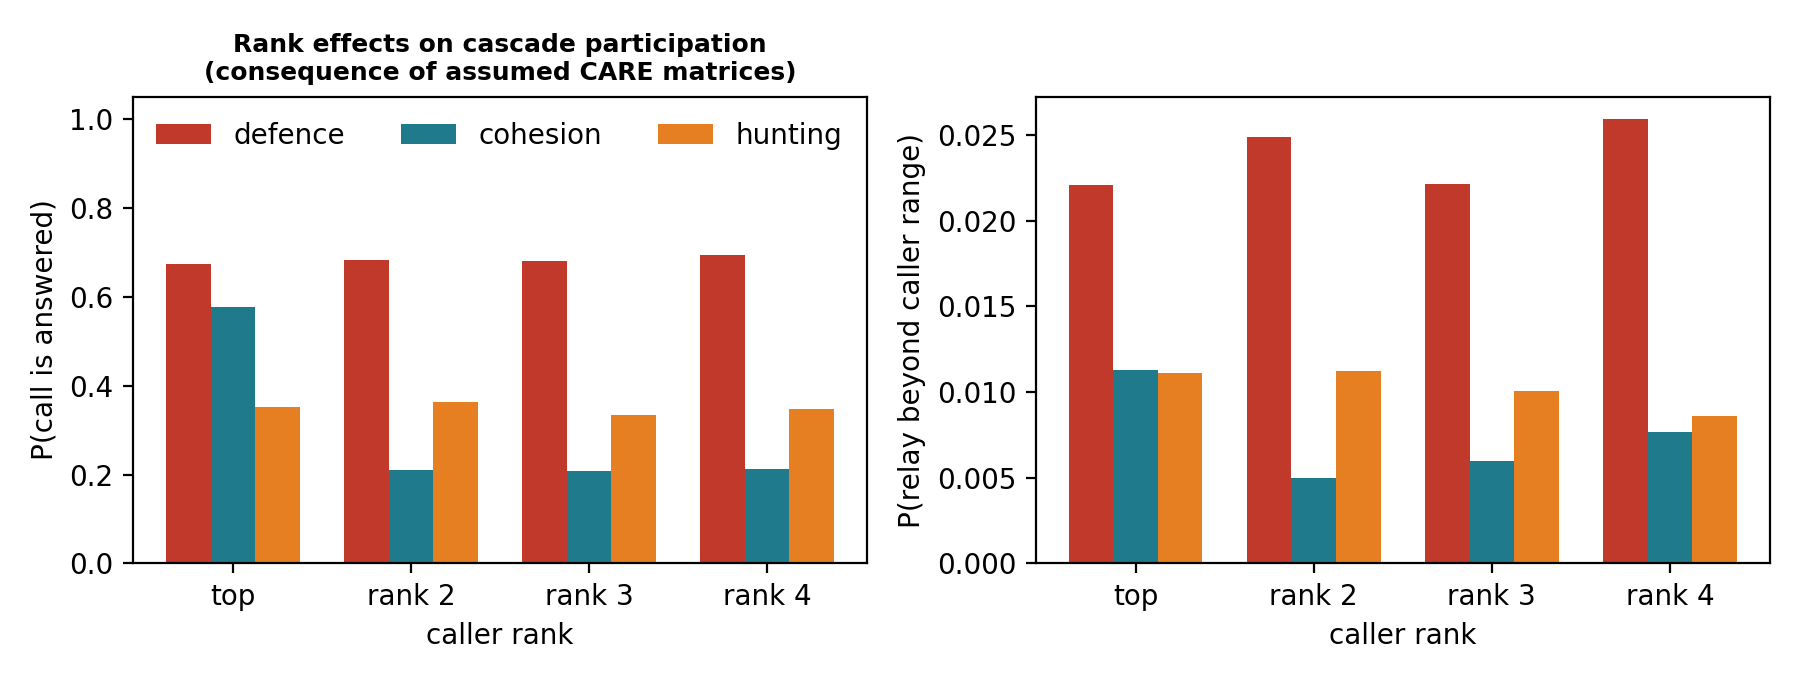 Rank effects on cascade participation
(consequence of assumed CARE matrices)
defence
cohesion
hunting
P(call is answered)
1.0
0.8
0.6
0.4
0.2
0.0
top
rank 2
rank 3
rank 4
caller rank
P(relay beyond caller range)
0.025
0.020
0.015
0.010
0.005
0.000
top
rank 2
rank 3
rank 4
caller rank